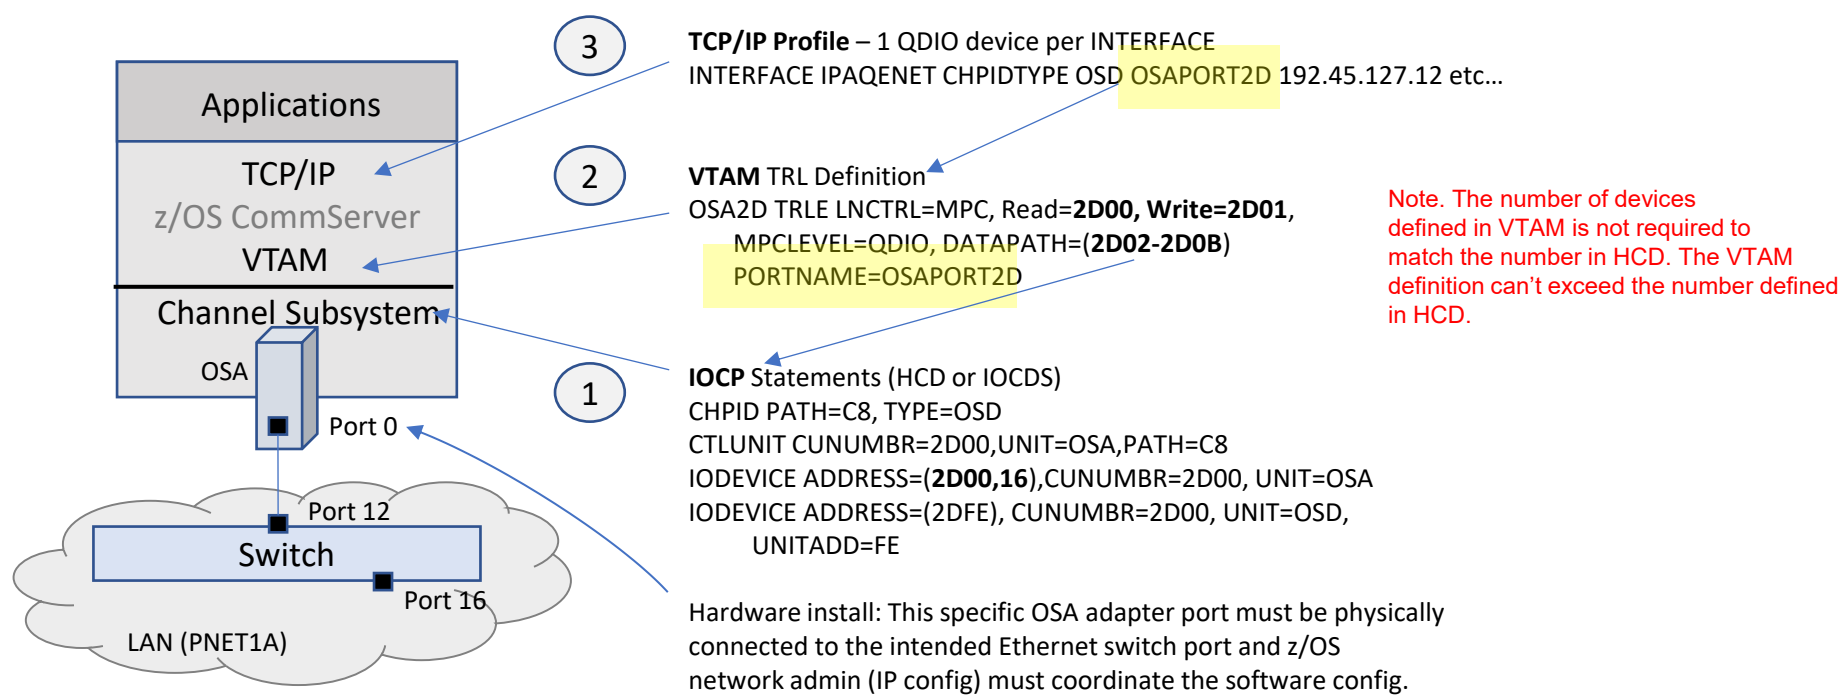 3
TCP/IP Profile – 1 QDIO device per INTERFACE
INTERFACE IPAQENET CHPIDTYPE OSD OSAPORT2D 192.45.127.12 etc...
Applications
TCP/IP
z/OS CommServer
VTAM
Channel Subsystem
OSA
Port 0
Port 12
Switch
Port 16
LAN (PNET1A)
2
VTAM TRL Definition
OSA2D TRLE LNCTRL=MPC, Read=2D00, Write=2D01,
MPCLEVEL=QDIO, DATAPATH=(2D02-2D0B)
PORTNAME=OSAPORT2D
Note. The number of devices
defined in VTAM is not required to
match the number in HCD. The VTAM
definition can’t exceed the number defined
in HCD.
1
IOCP Statements (HCD or IOCDS)
CHPID PATH=C8, TYPE=OSD
CTLUNIT CUNUMBR=2D00,UNIT=OSA,PATH=C8
IODEVICE ADDRESS=(2D00,16),CUNUMBR=2D00, UNIT=OSA
IODEVICE ADDRESS=(2DFE), CUNUMBR=2D00, UNIT=OSD,
UNITADD=FE
Hardware install: This specific OSA adapter port must be physically
connected to the intended Ethernet switch port and z/OS
network admin (IP config) must coordinate the software config.